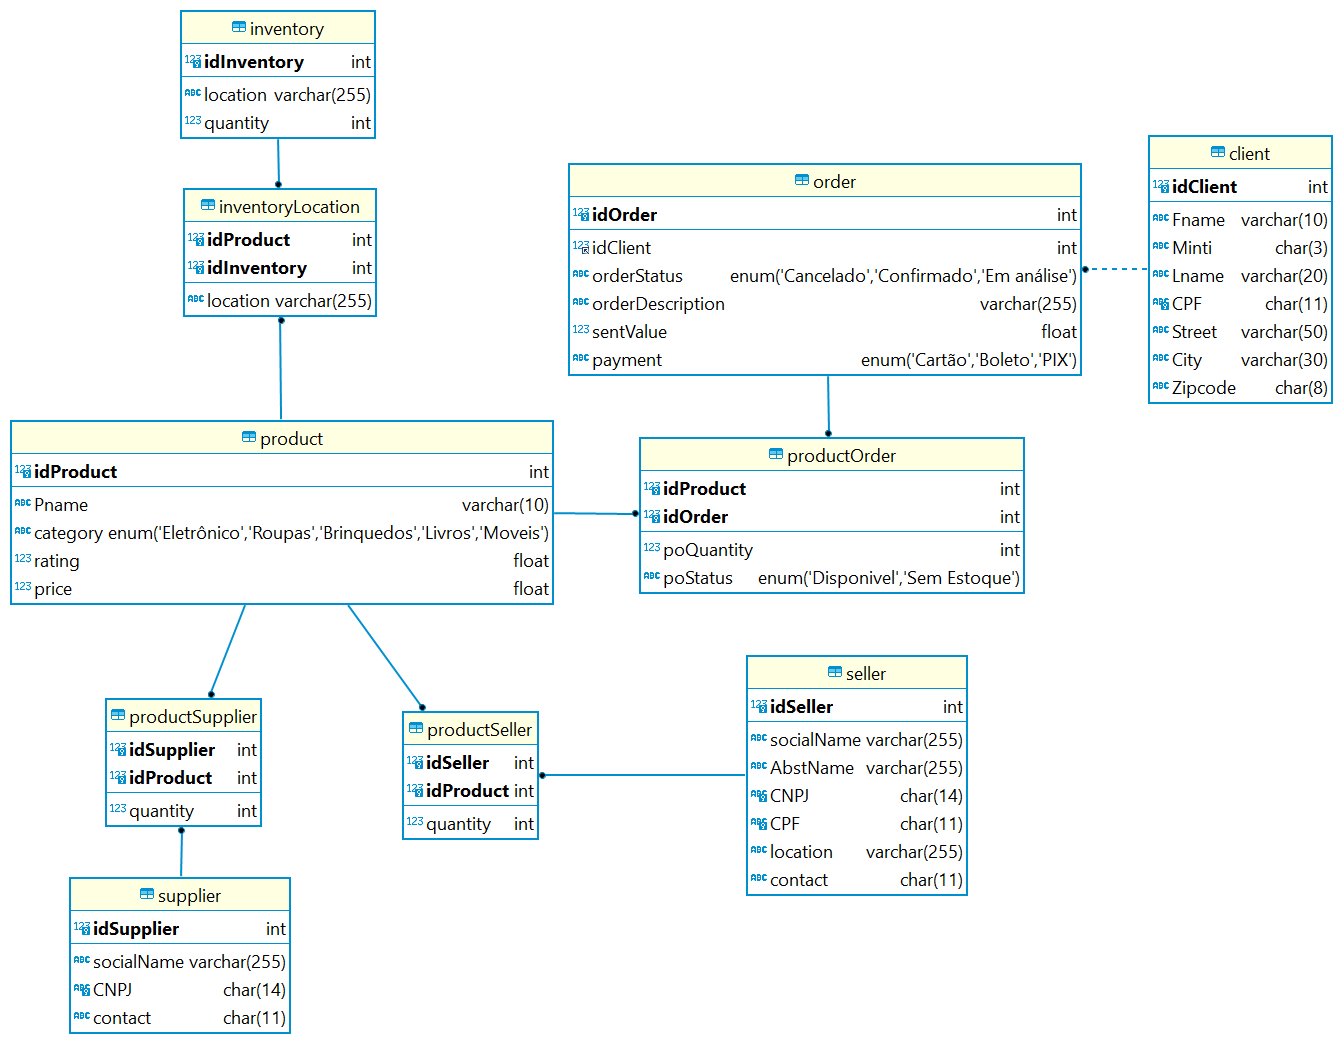 inventory
idInventory int
location varchar(255)
quantity int
inventoryLocation
idProduct int
idInventory int
location varchar(255)
order
idOrder int
idClient int
orderStatus enum('Cancelado','Confirmado','Em análise')
orderDescription varchar(255)
sentValue float
payment enum('Cartão','Boleto','PIX')
client
idClient int
Fname varchar(10)
Minti char(3)
Lname varchar(20)
CPF char(11)
Street varchar(50)
City varchar(30)
Zipcode char(8)
product
idProduct int
Pname varchar(10)
category enum('Eletrônico','Roupas','Brinquedos','Livros','Moveis')
rating float
price float
productOrder
idProduct int
idOrder int
poQuantity int
poStatus enum('Disponivel','Sem Estoque')
productSupplier
idSupplier int
idProduct int
quantity int
productSeller
idSeller int
idProduct int
quantity int
seller
idSeller int
socialName varchar(255)
AbstName varchar(255)
CNPJ char(14)
CPF char(11)
location varchar(255)
contact char(11)
supplier
idSupplier int
socialName varchar(255)
CNPJ char(14)
contact char(11)